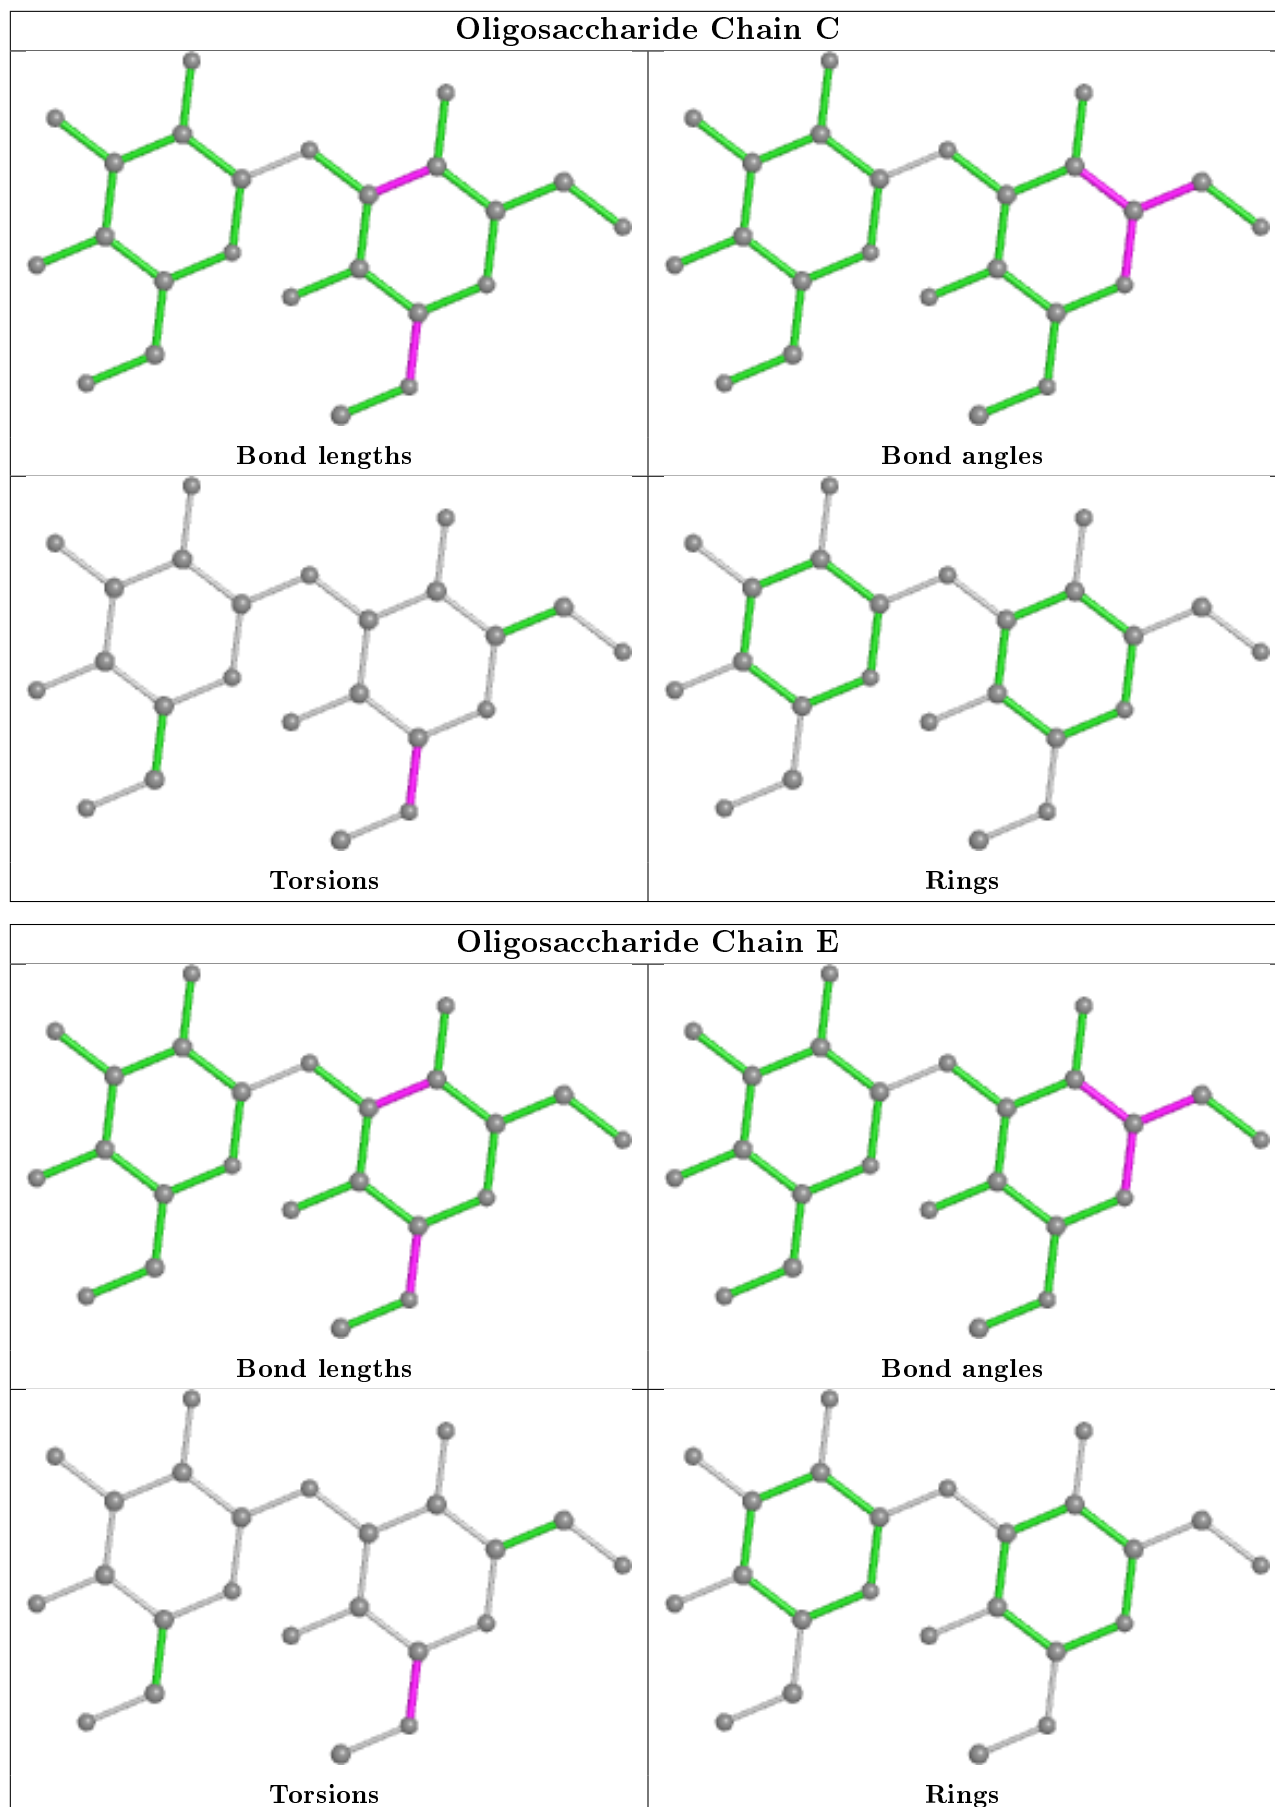 Oligosaccharide Chain C
Bond lengths
Bond angles
Torsions
Rings
Oligosaccharide Chain E
Bond lengths
Bond angles
Torsions
Rings